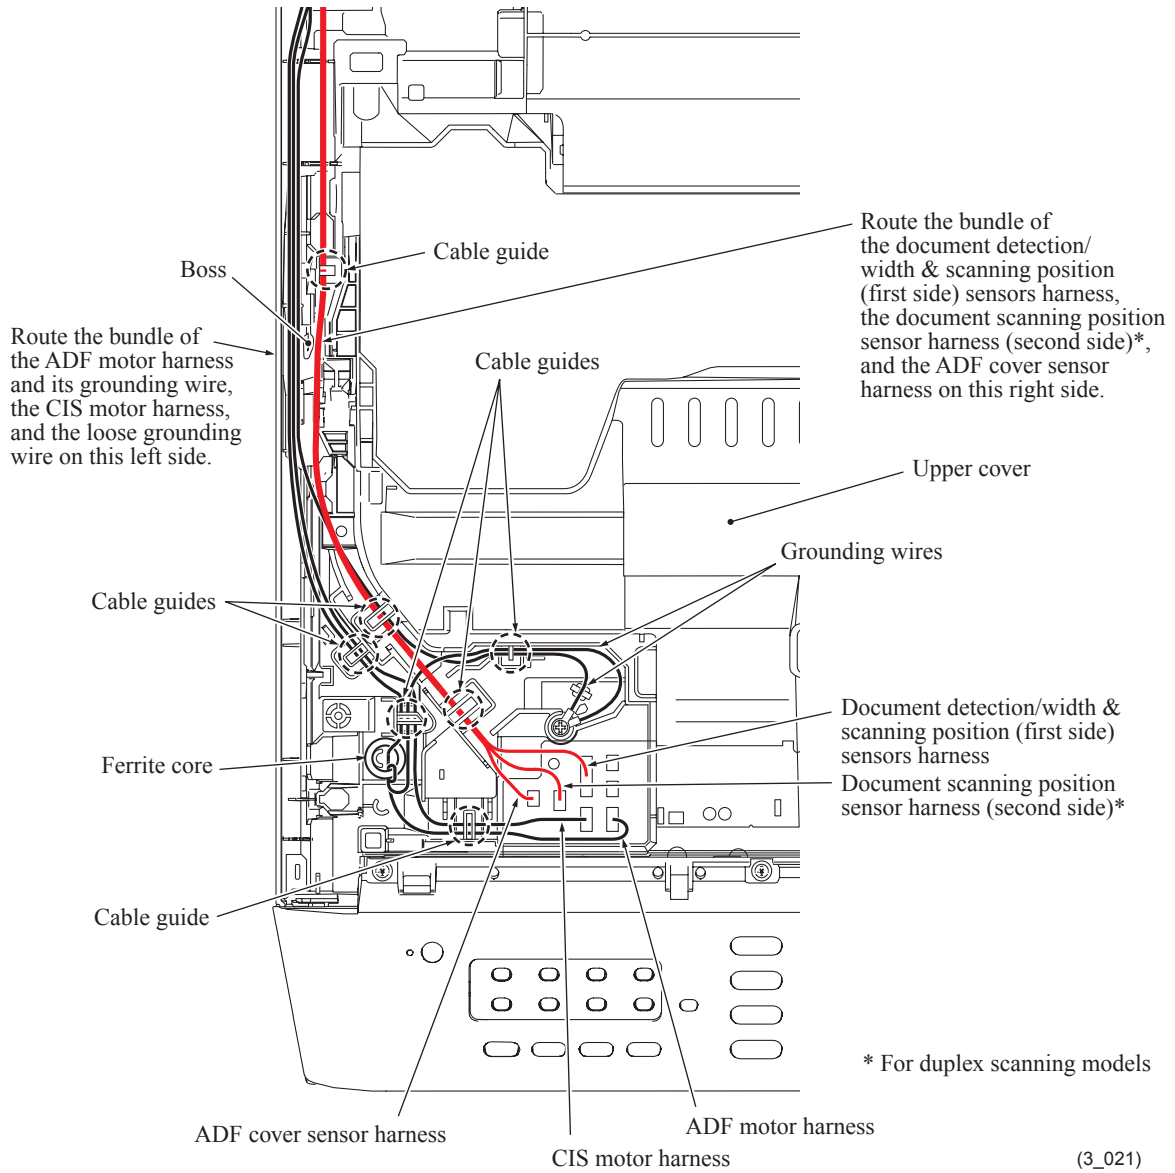 Cable guide
Boss
Route the bundle of
the document detection/
width & scanning position
(first side) sensors harness,
the document scanning position
sensor harness (second side)*,
and the ADF cover sensor
harness on this right side.
Route the bundle of
the ADF motor harness
and its grounding wire,
the CIS motor harness,
and the loose grounding
wire on this left side.
Cable guides
Upper cover
Grounding wires
Cable guides
Document detection/width &
scanning position (first side)
sensors harness
Ferrite core
Document scanning position
sensor harness (second side)*
Cable guide
* For duplex scanning models
ADF cover sensor harness
ADF motor harness
CIS motor harness
(3_021)